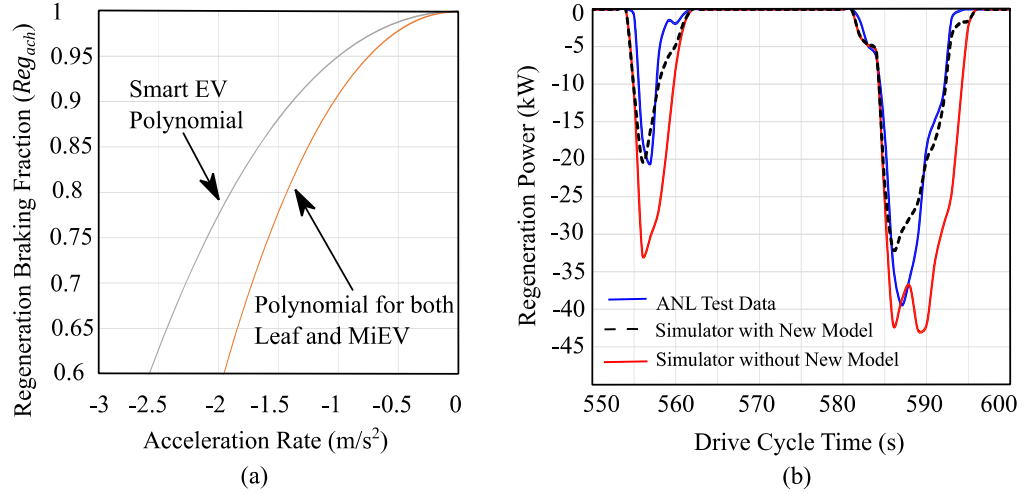 Regeneration Braking Fraction (Reg_ach)
1
0.95
0.9
0.85
0.8
0.75
0.7
0.65
0.6
Smart EV
Polynomial
Polynomial for both
Leaf and MiEV
-3
-2.5
-2
-1.5
-1
-0.5
0
Acceleration Rate (m/s²)
(a)
Regeneration Power (kW)
0
-5
-10
-15
-20
-25
-30
-35
-40
-45
ANL Test Data
Simulator with New Model
Simulator without New Model
550
560
570
580
590
600
Drive Cycle Time (s)
(b)